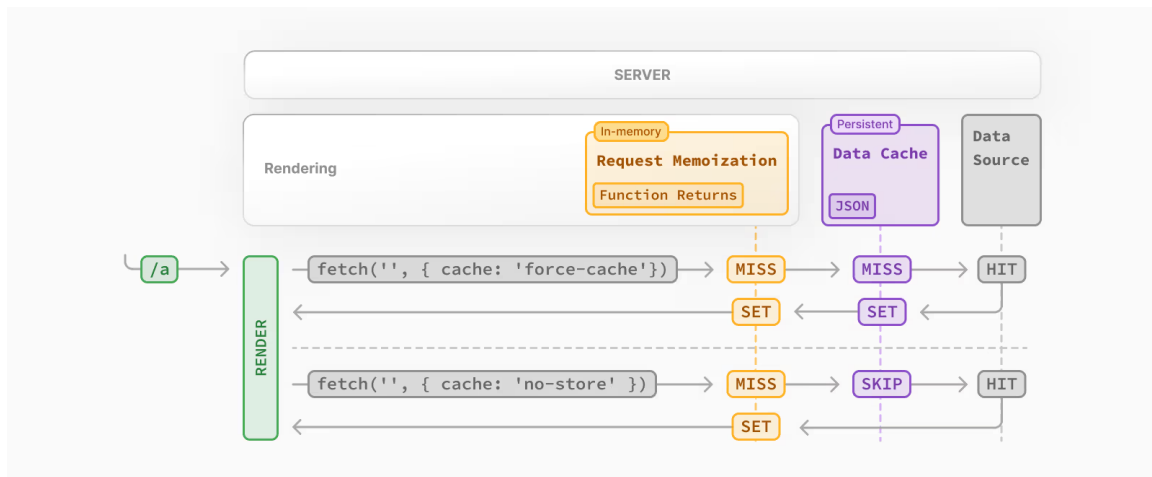 SERVER
Rendering
In-memory
Request Memoization
Function Returns
Persistent
Data Cache
JSON
Data
Source
/a
RENDER
fetch('', { cache: 'force-cache'})
MISS
MISS
HIT
SET
SET
fetch('', { cache: 'no-store' })
MISS
SKIP
HIT
SET